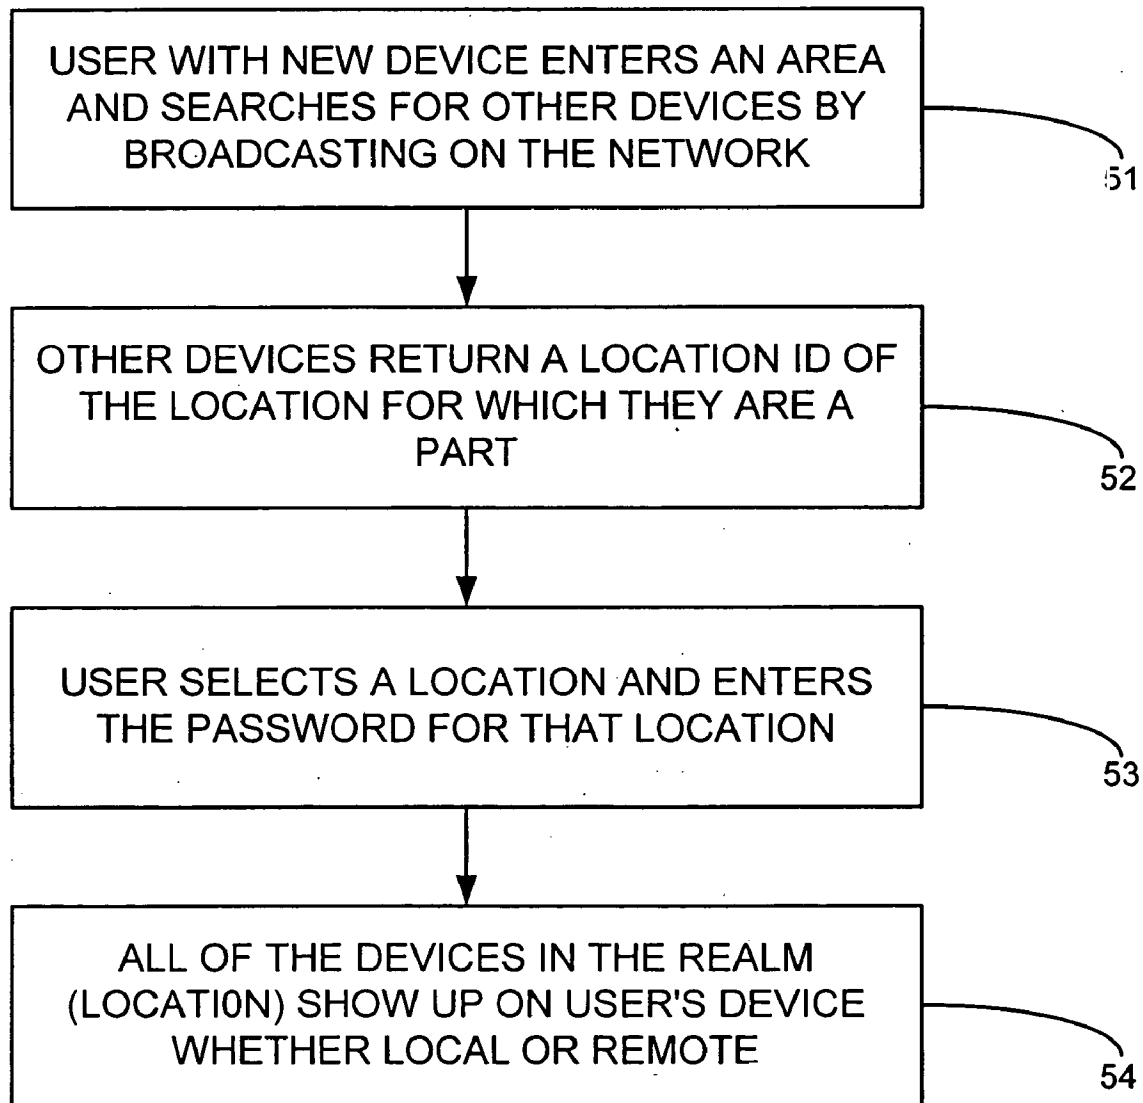 USER WITH NEW DEVICE ENTERS AN AREA
AND SEARCHES FOR OTHER DEVICES BY
BROADCASTING ON THE NETWORK
51
OTHER DEVICES RETURN A LOCATION ID OF
THE LOCATION FOR WHICH THEY ARE A
PART
52
USER SELECTS A LOCATION AND ENTERS
THE PASSWORD FOR THAT LOCATION
53
ALL OF THE DEVICES IN THE REALM
(LOCATION) SHOW UP ON USER'S DEVICE
WHETHER LOCAL OR REMOTE
54